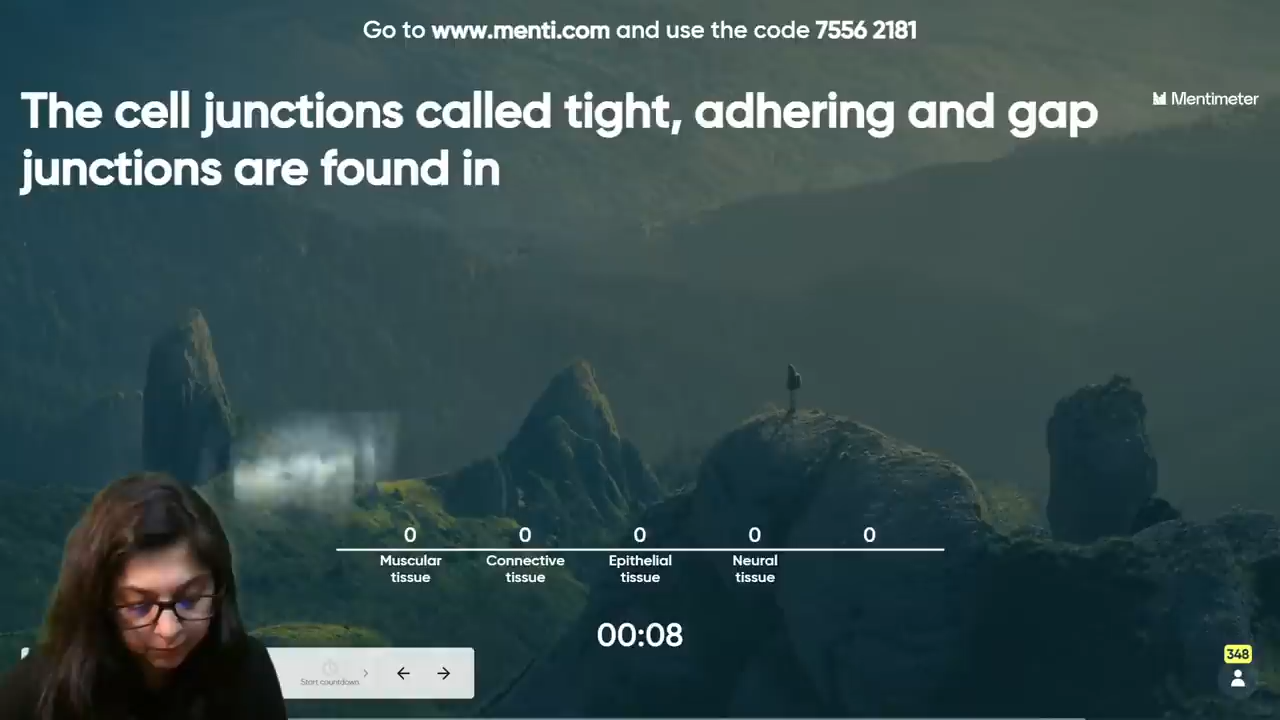 Go to www.menti.com and use the code 7556 2181
The cell junctions called tight, adhering and gap
junctions are found in
Mentimeter
0 0 0 0 0
Muscular Connective Epithelial Neural
tissue tissue tissue tissue
00:08
Start countdown
348